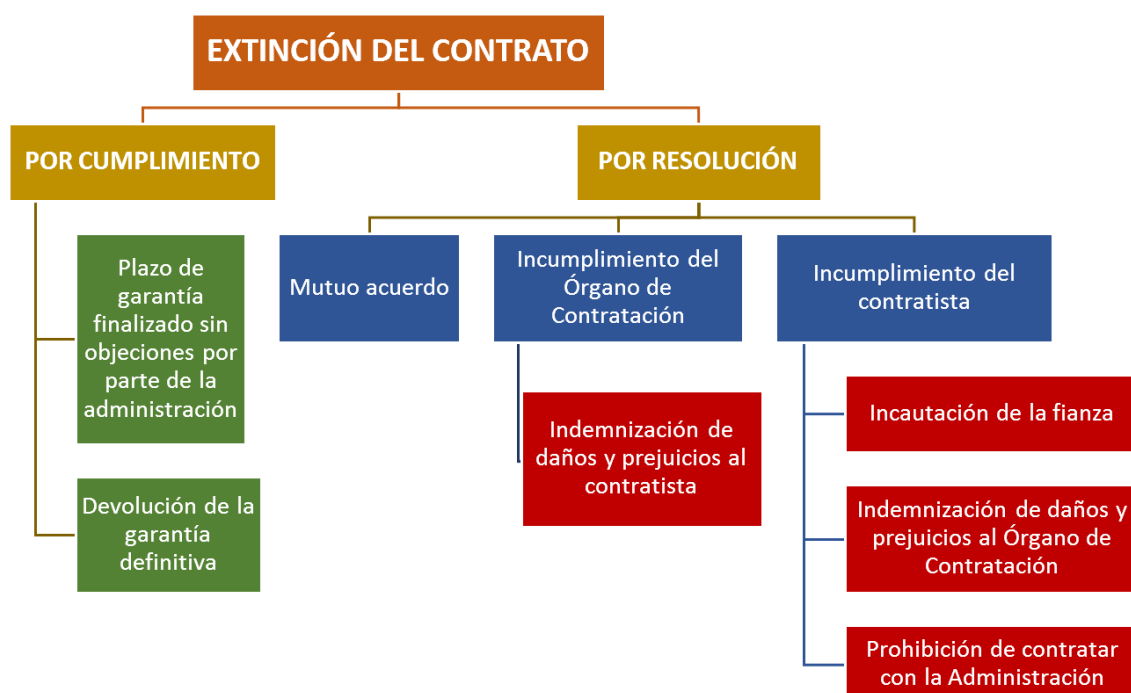 EXTINCIÓN DEL CONTRATO
POR CUMPLIMIENTO
POR RESOLUCIÓN
Plazo de
garantía
finalizado sin
objeciones por
parte de la
administración
Devolución de la
garantía
definitiva
Mutuo acuerdo
Incumplimiento del
Órgano de
Contratación
Indemnización de
daños y prejuicios al
contratista
Incumplimiento del
contratista
Incautación de la
fianza
Indemnización de daños y
prejuicios al Órgano de
Contratación
Prohibición de contratar
con la Administración